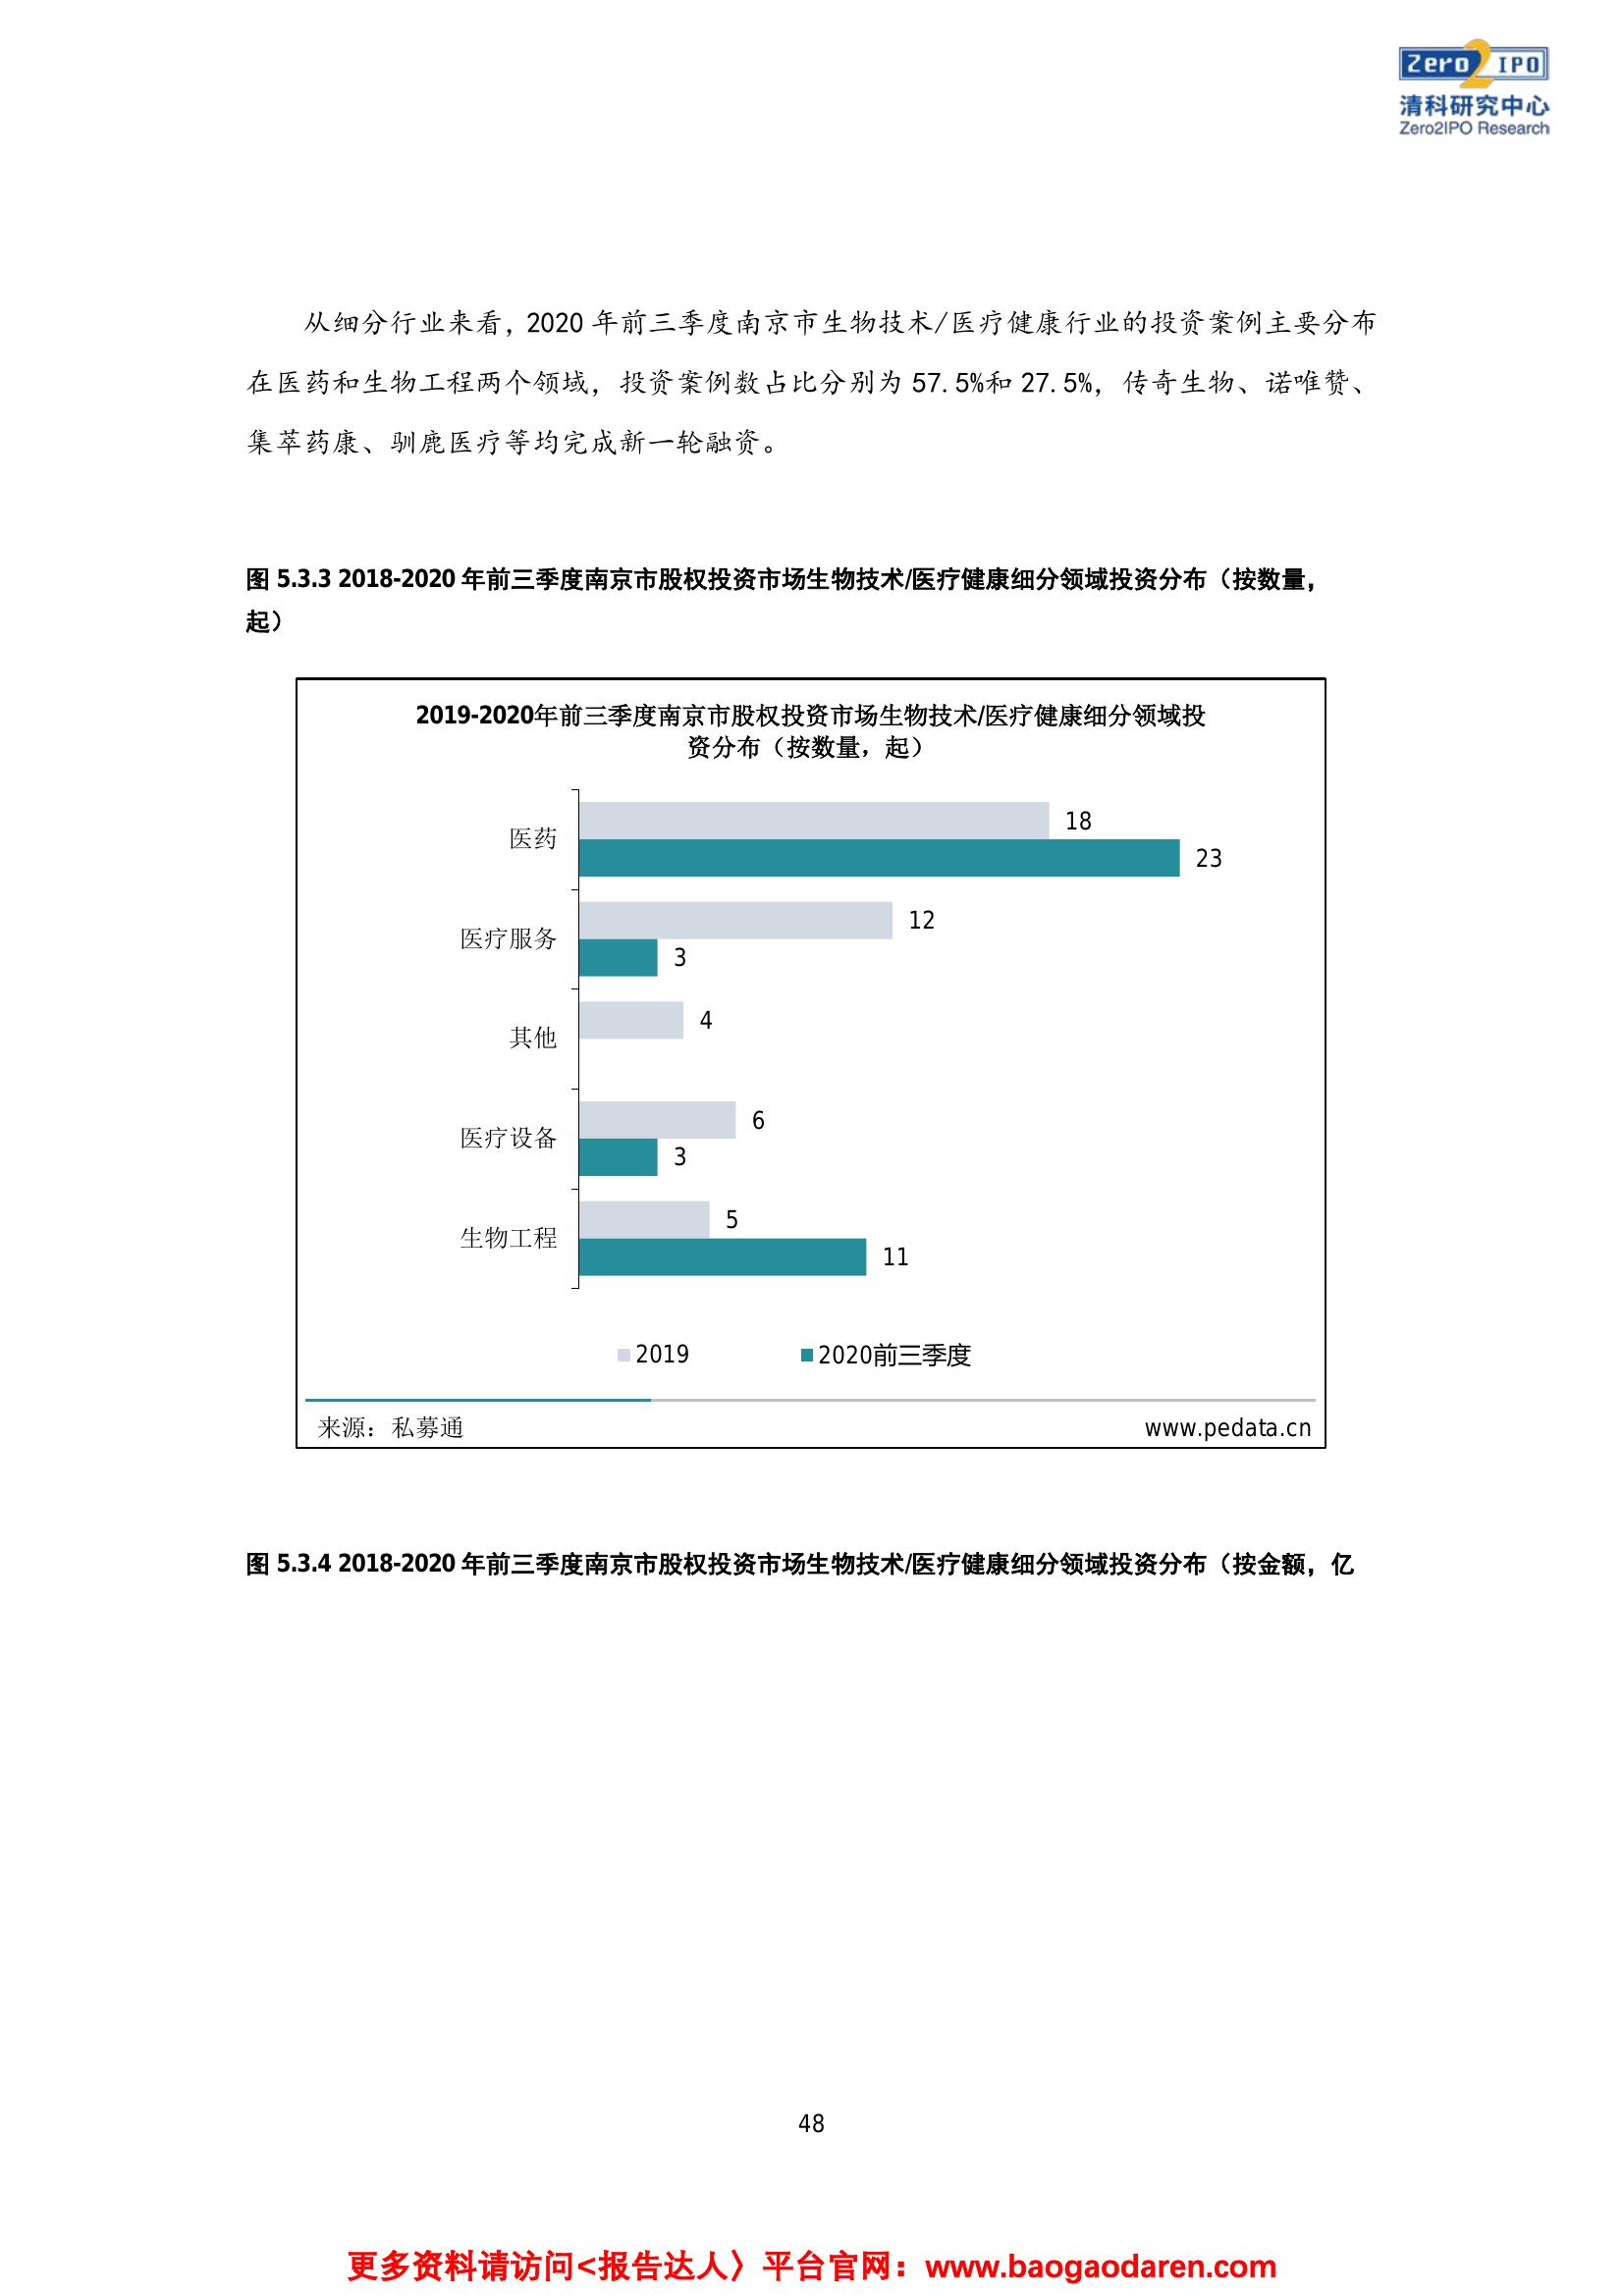 Zero2IPO
清科研究中心
Zero2IPO Research
从细分行业来看，2020 年前三季度南京市生物技术/医疗健康行业的投资案例主要分布
在医药和生物工程两个领域，投资案例数占比分别为 57.5%和 27.5%，传奇生物、诺唯赞、
集萃药康、驯鹿医疗等均完成新一轮融资。
图 5.3.3 2018-2020 年前三季度南京市股权投资市场生物技术/医疗健康细分领域投资分布（按数量，
起）
2019-2020年前三季度南京市股权投资市场生物技术/医疗健康细分领域投
资分布（按数量，起）
医药
18
23
医疗服务
12
3
其他
4
医疗设备
6
3
生物工程
5
11
2019 2020前三季度
来源：私募通 www.pedata.cn
图 5.3.4 2018-2020 年前三季度南京市股权投资市场生物技术/医疗健康细分领域投资分布（按金额，亿
48
更多资料请访问<报告达人〉平台官网：www.baogaodaren.com